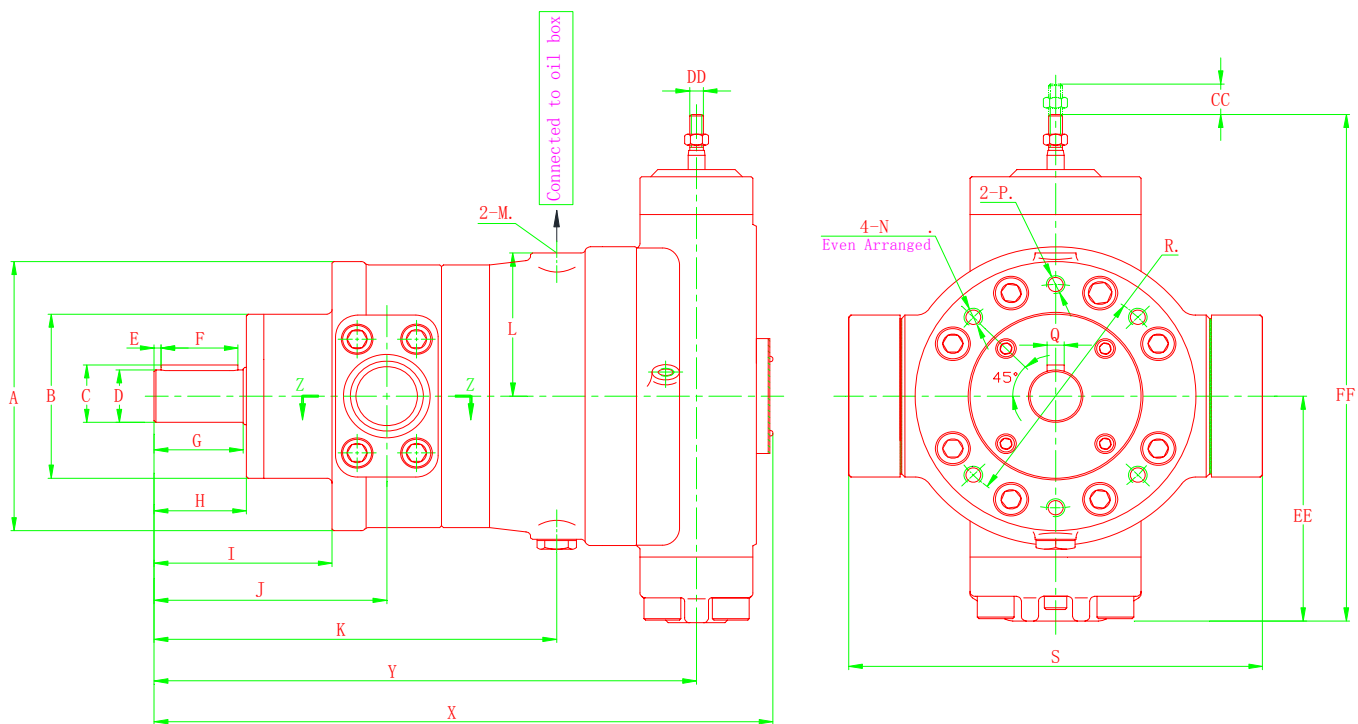 Connected to oil box
DD
CC
2-M.
2-P.
4-N .
Even Arranged
R.
L
E
F
Q
Z
Z
45°
A
B
C
D
FF
G
H
EE
I
J
K
S
Y
X